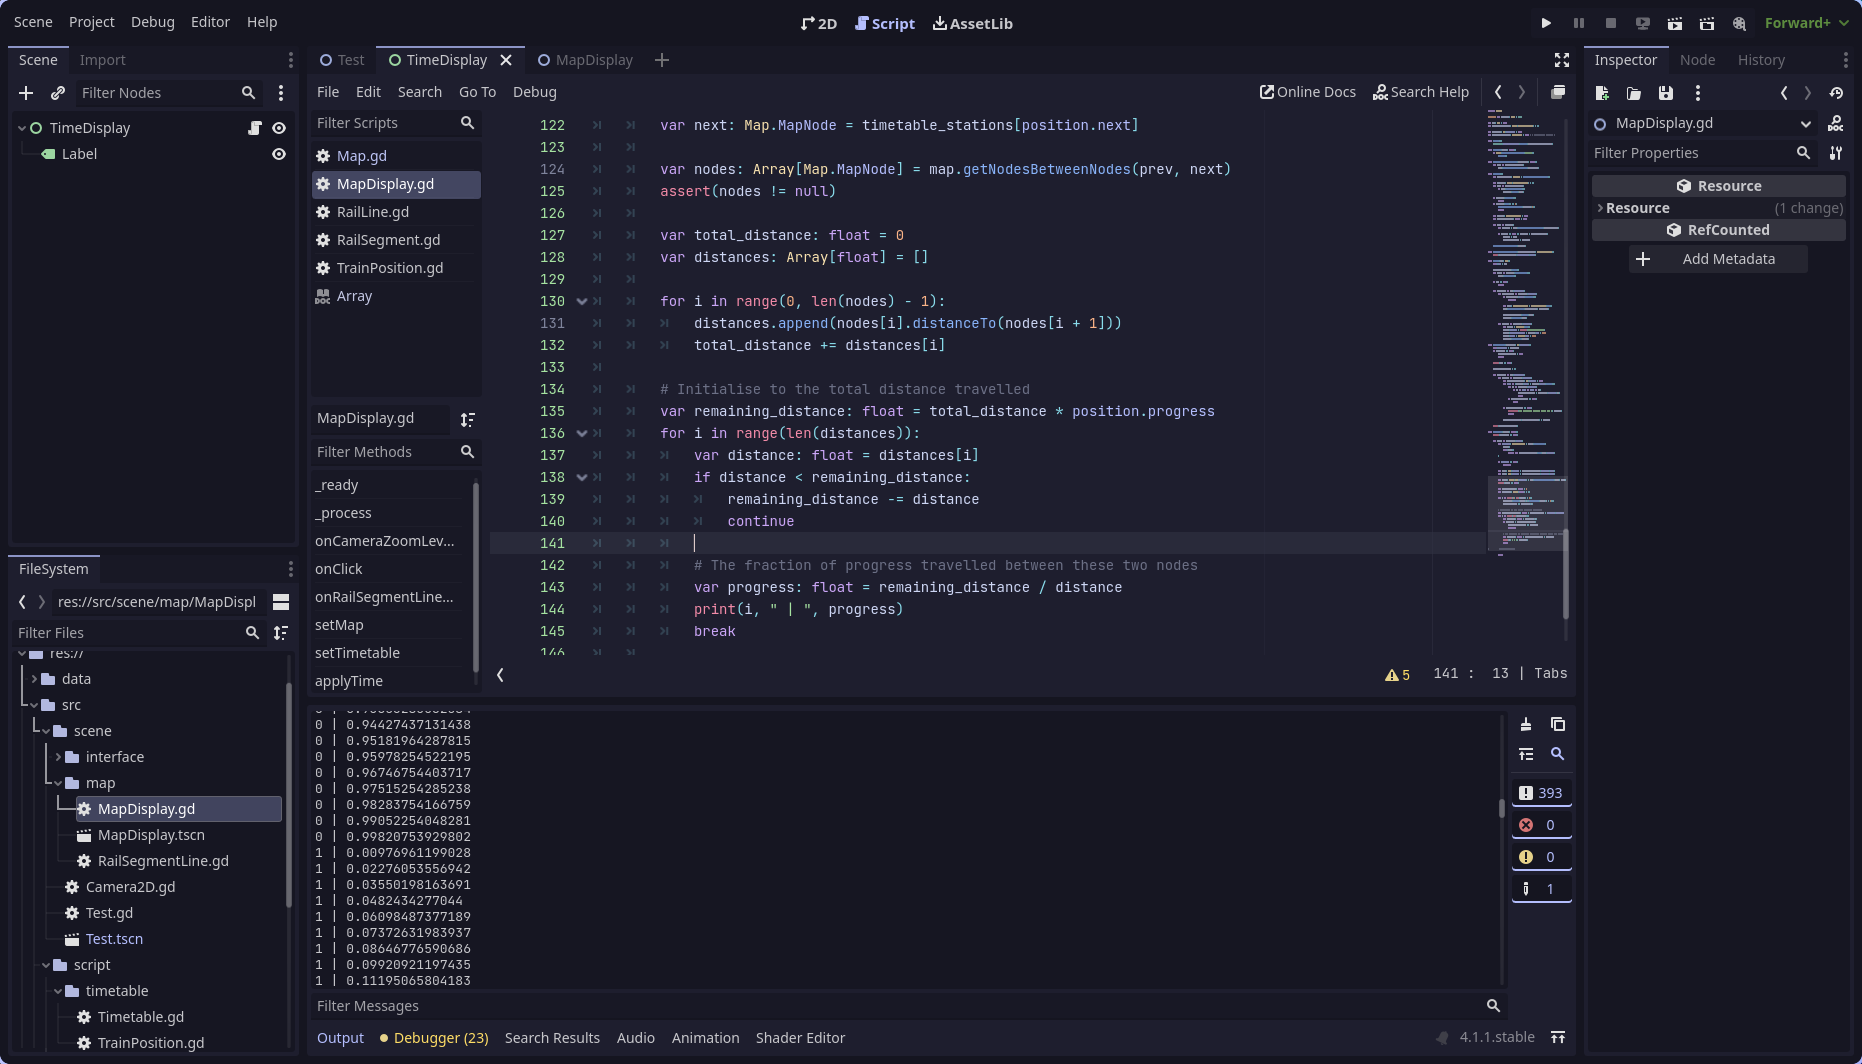 Scene Project Debug Editor Help
2D Script AssetLib
Forward+
Scene Import
Filter Nodes
TimeDisplay
Label
FileSystem
res://src/scene/map/MapDispl
Filter Files
res://
data
src
scene
interface
map
MapDisplay.gd
MapDisplay.tscn
RailSegmentLine.gd
Camera2D.gd
Test.gd
Test.tscn
script
timetable
Timetable.gd
TrainPosition.gd
Test TimeDisplay MapDisplay
File Edit Search Go To Debug
Online Docs Search Help
Filter Scripts
Map.gd
MapDisplay.gd
RailLine.gd
RailSegment.gd
TrainPosition.gd
Array
MapDisplay.gd
Filter Methods
_ready
_process
onCameraZoomLev...
onClick
onRailSegmentLine...
setMap
setTimetable
applyTime
122 var next: Map.MapNode = timetable_stations[position.next]
123
124 var nodes: Array[Map.MapNode] = map.getNodesBetweenNodes(prev, next)
125 assert(nodes != null)
126
127 var total_distance: float = 0
128 var distances: Array[float] = []
129
130 for i in range(0, len(nodes) - 1):
131 distances.append(nodes[i].distanceTo(nodes[i + 1]))
132 total_distance += distances[i]
133
134 # Initialise to the total distance travelled
135 var remaining_distance: float = total_distance * position.progress
136 for i in range(len(distances)):
137 var distance: float = distances[i]
138 if distance < remaining_distance:
139 remaining_distance -= distance
140 continue
141
142 # The fraction of progress travelled between these two nodes
143 var progress: float = remaining_distance / distance
144 print(i, " | ", progress)
145 break
146
5 141 : 13 | Tabs
0 | 0.94427437131438
0 | 0.95181964287815
0 | 0.95978254522195
0 | 0.96746754403717
0 | 0.97515254285238
0 | 0.98283754166759
0 | 0.99052254048281
0 | 0.99820753929802
1 | 0.00976961199028
1 | 0.02276053556942
1 | 0.03550198163691
1 | 0.0482434277044
1 | 0.06098487377189
1 | 0.07372631983937
1 | 0.08646776590686
1 | 0.09920921197435
1 | 0.11195065804183
393
0
0
1
Filter Messages
Output Debugger (23) Search Results Audio Animation Shader Editor
4.1.1.stable
Inspector Node History
MapDisplay.gd
Filter Properties
Resource
Resource (1 change)
RefCounted
Add Metadata